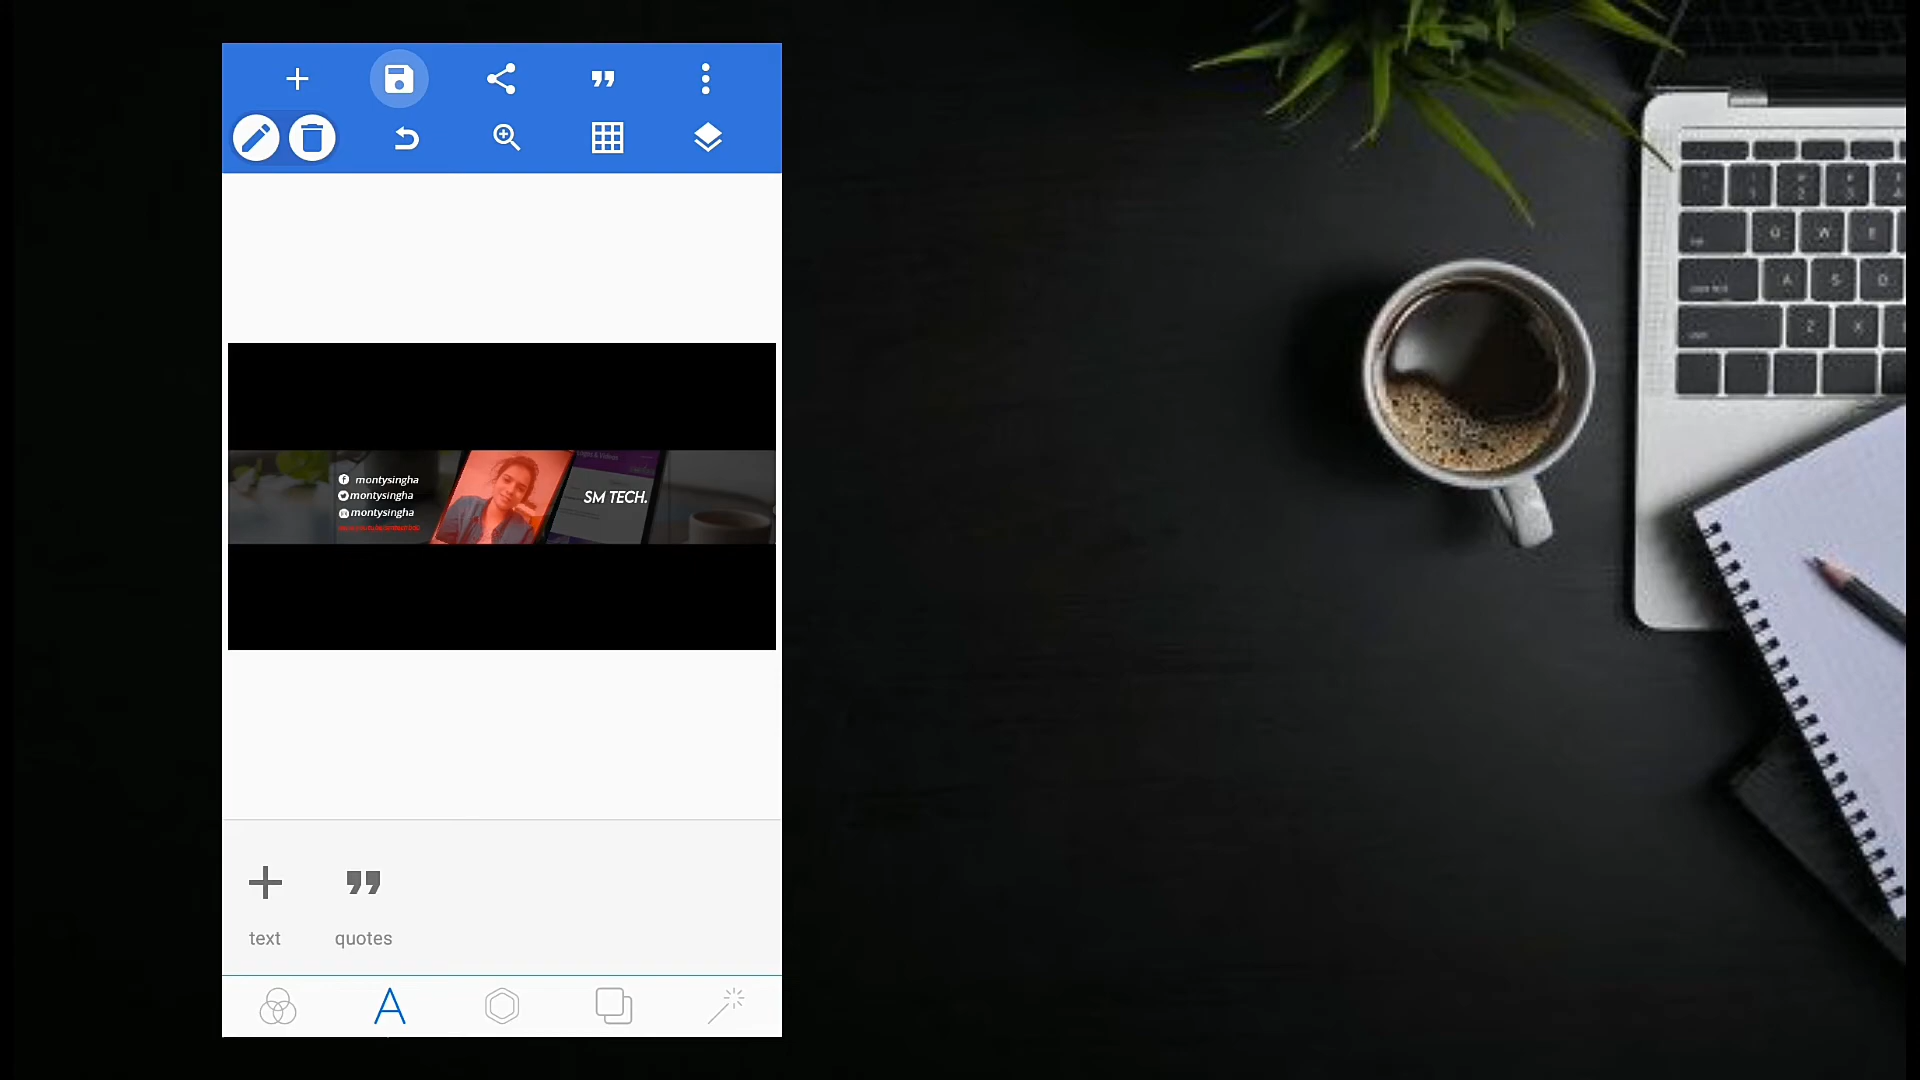 montysingha
montysingha
montysingha
SM TECH.
text
quotes
A
Q
W
E
A
S
D
Z
X